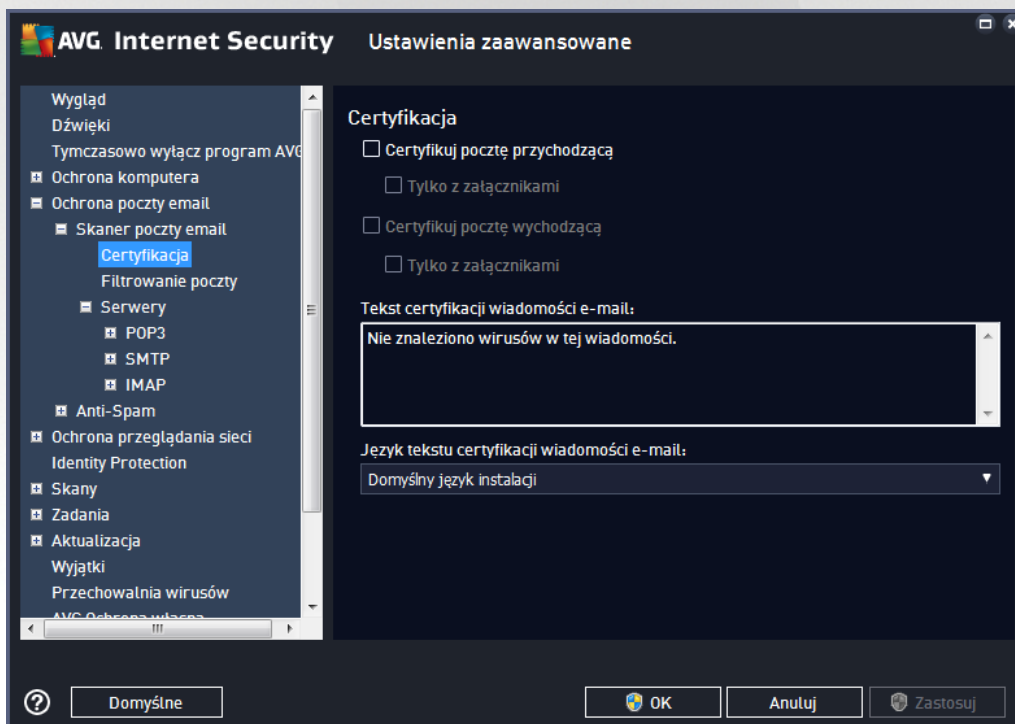 AVG. Internet Security
Ustawienia zaawansowane
Wygląd
Dźwięki
Tymczasowo wyłącz program AVG
Ochrona komputera
Ochrona poczty email
Skaner poczty email
Certyfikacja
Filtrowanie poczty
Serwery
POP3
SMTP
IMAP
Anti-Spam
Ochrona przeglądania sieci
Identity Protection
Skany
Zadania
Aktualizacja
Wyjątki
Przechowalnia wirusów
AVG Ochrona własna
Certyfikacja
Certyfikuj pocztę przychodzącą
Tylko z załącznikami
Certyfikuj pocztę wychodzącą
Tylko z załącznikami
Tekst certyfikacji wiadomości e-mail:
Nie znaleziono wirusów w tej wiadomości.
Język tekstu certyfikacji wiadomości e-mail:
Domyślny język instalacji
Domyślne
OK
Anuluj
Zastosuj